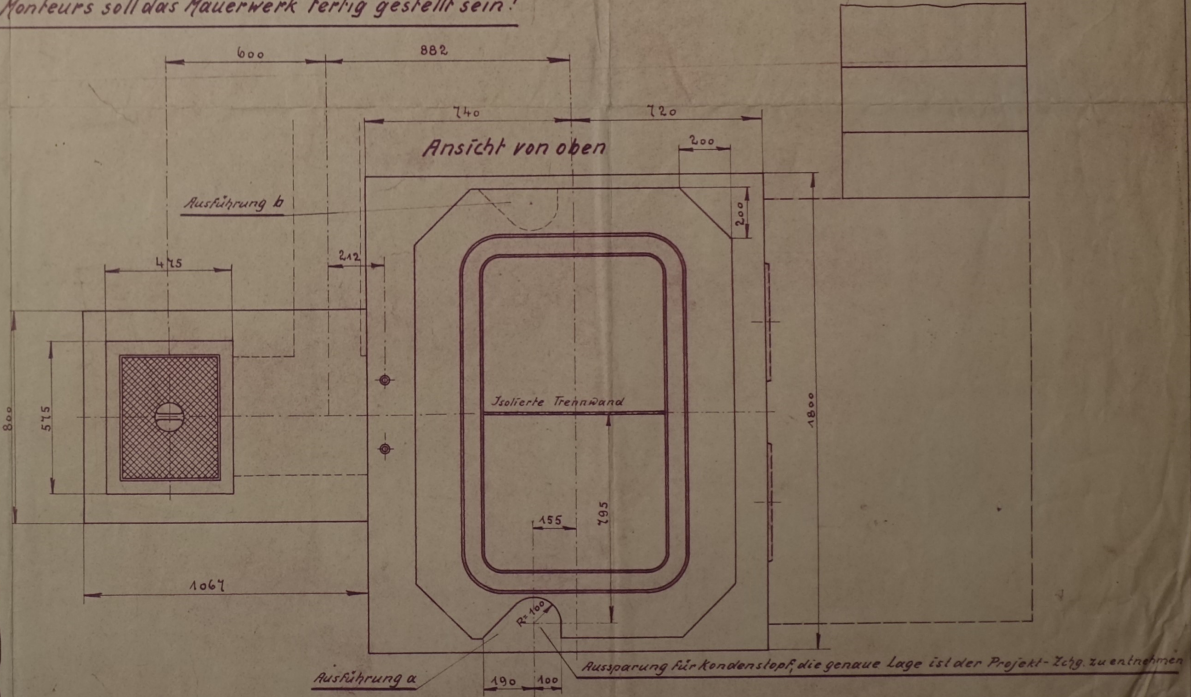 Monteurs soll das Mauerwerk fertig gestellt sein!
600
882
740
720
Ansicht von oben
200
Ausführung b
200
212
475
Isolierte Trennwand
800
575
1800
155
795
1067
R=100
Aussparung für Kondenstopf, die genaue Lage ist der Projekt-Zchg. zu entnehmen
Ausführung a
190
100